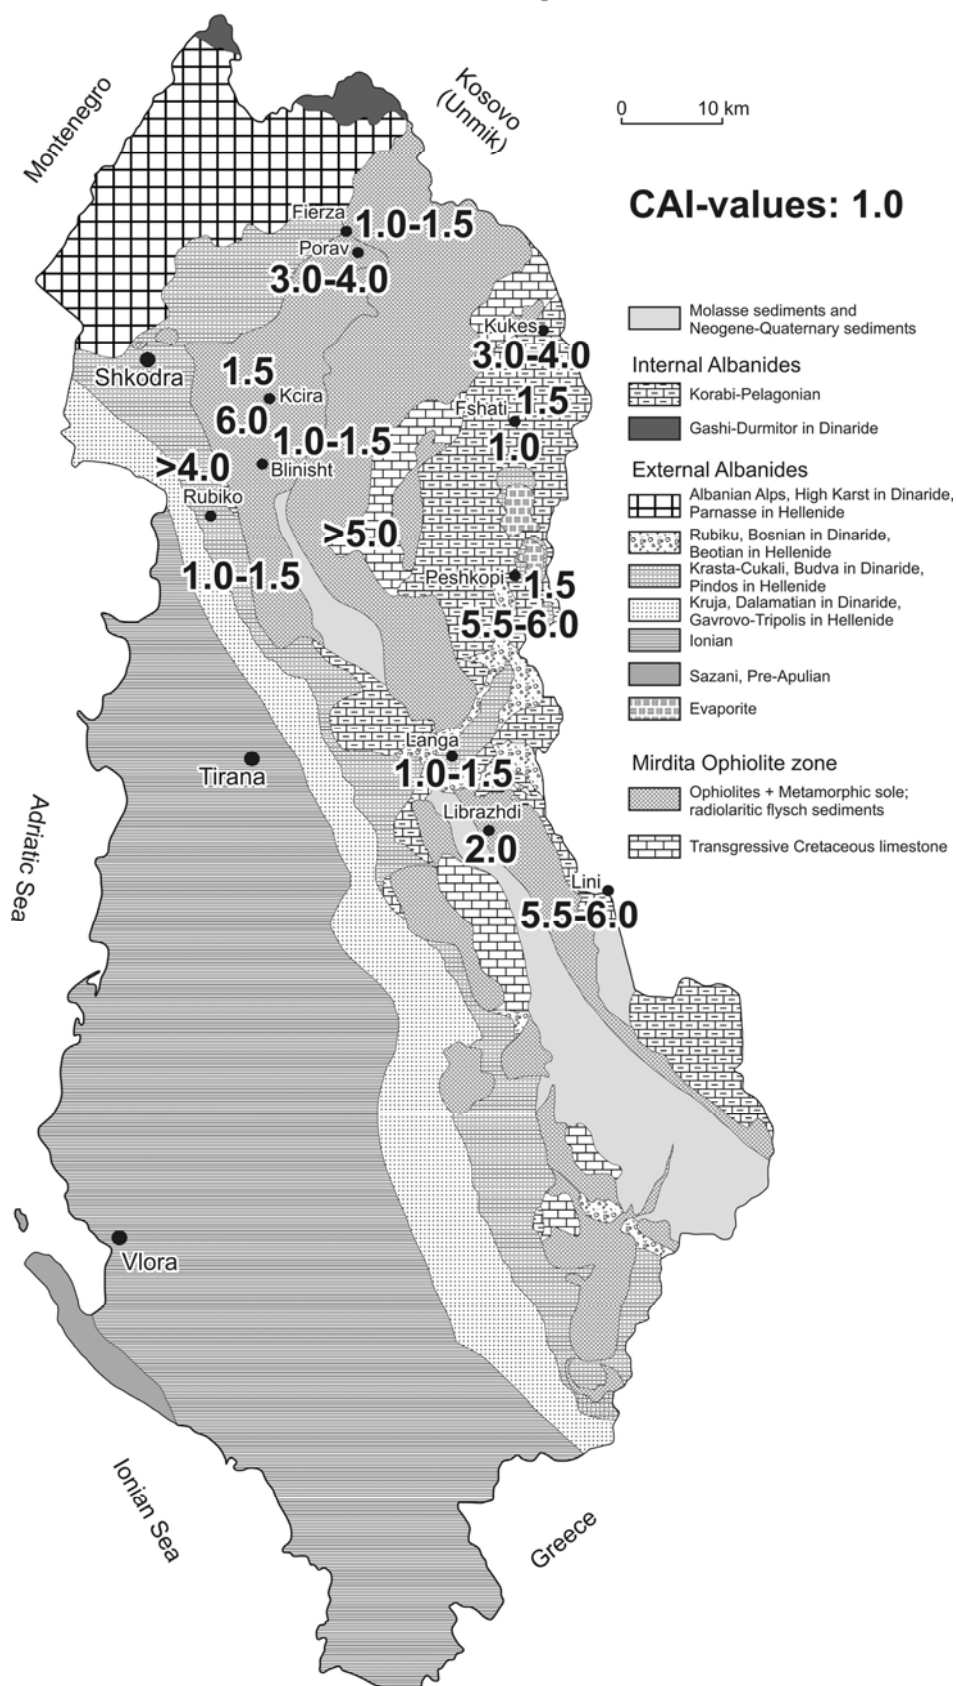 Montenegro
Kosovo
(Unmik)
0 10 km
CAI-values: 1.0
Fierza
1.0-1.5
Porav
3.0-4.0
Kukes
3.0-4.0
Shkodra
1.5
Kcira
6.0
Fshati
1.5
1.0
1.0-1.5
Blinisht
>4.0
Rubiko
>5.0
1.0-1.5
Peshkopi
1.5
5.5-6.0
Langa
1.0-1.5
Tirana
Librazhdi
2.0
Lini
5.5-6.0
Adriatic Sea
Vlora
Ionian Sea
Greece
Molasse sediments and
Neogene-Quaternary sediments
Internal Albanides
Korabi-Pelagonian
Gashi-Durmitor in Dinaride
External Albanides
Albanian Alps, High Karst in Dinaride,
Parnasse in Hellenide
Rubiku, Bosnian in Dinaride,
Beotian in Hellenide
Krasta-Cukali, Budva in Dinaride,
Pindos in Hellenide
Kruja, Dalamatian in Dinaride,
Gavrovo-Tripolis in Hellenide
Ionian
Sazani, Pre-Apulian
Evaporite
Mirdita Ophiolite zone
Ophiolites + Metamorphic sole;
radiolaritic flysch sediments
Transgressive Cretaceous limestone